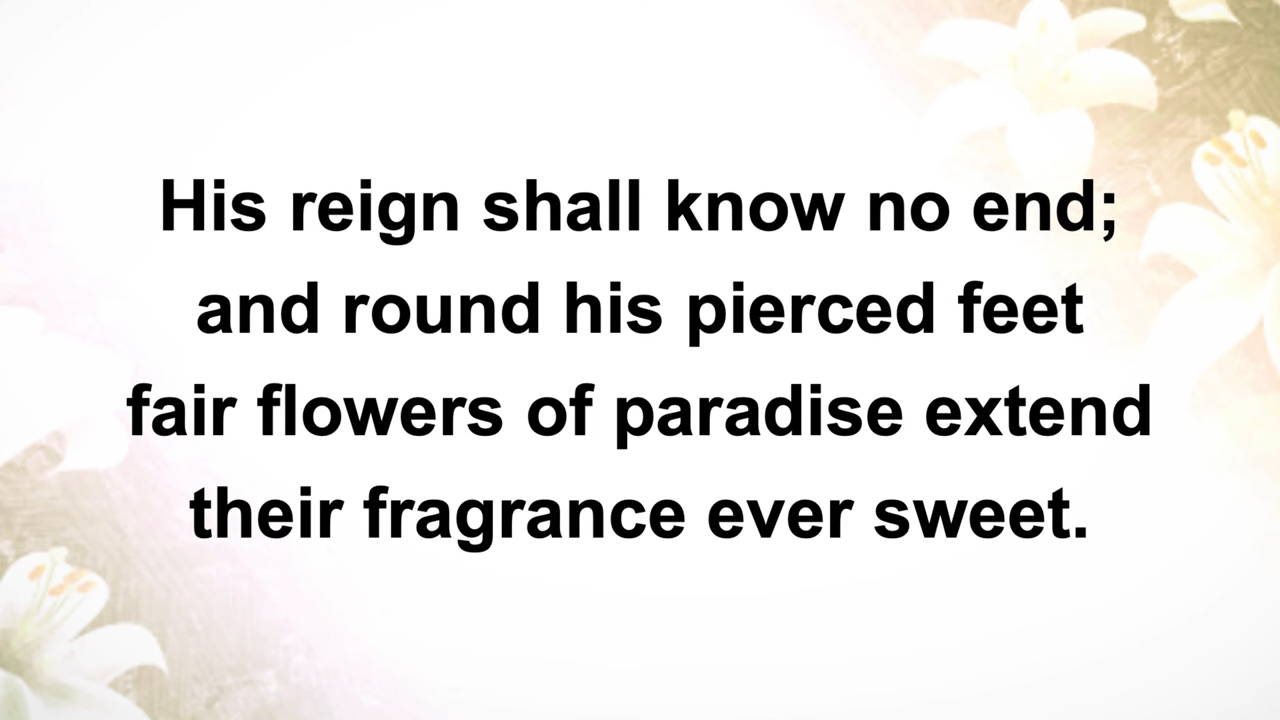 His reign shall know no end;
and round his pierced feet
fair flowers of paradise extend
their fragrance ever sweet.